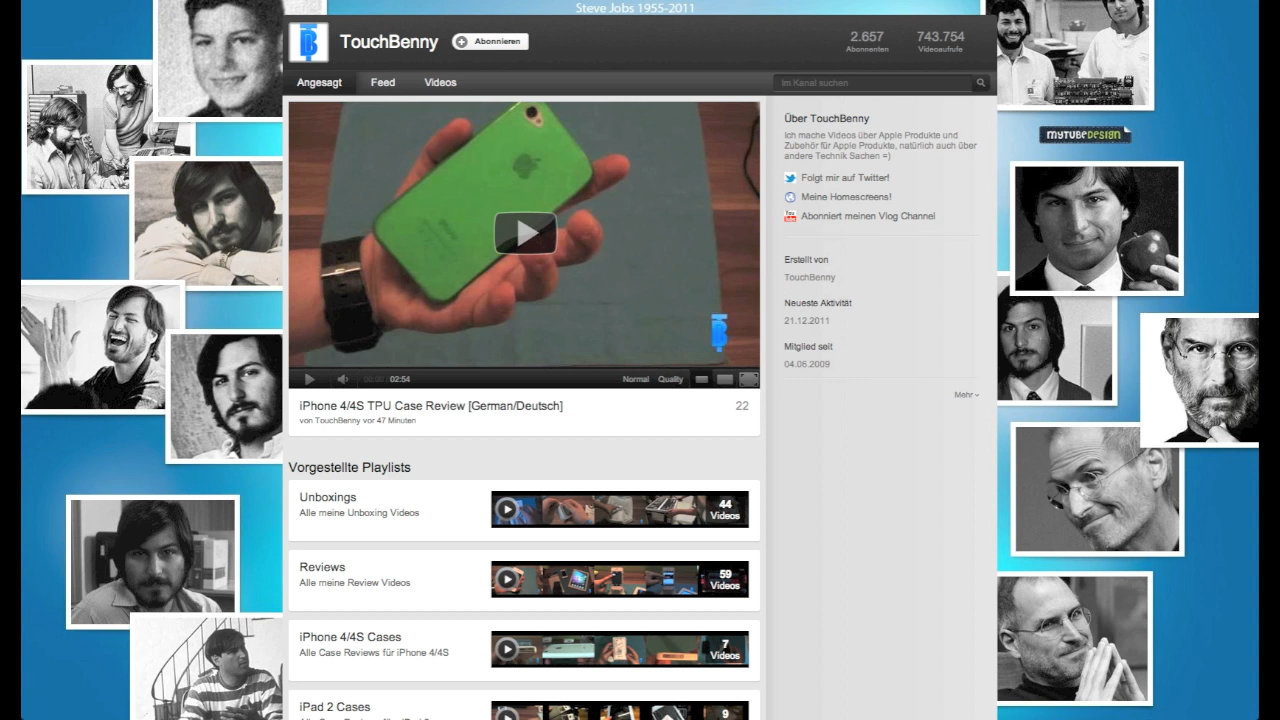 Steve Jobs 1955-2011
TouchBenny
Abonnieren
2.657
Abonnenten
743.754
Videoaufrufe
Angesagt
Feed
Videos
Im Kanal suchen
MYTUBEDESIGN
00:00 / 02:54
Normal
Quality
iPhone 4/4S TPU Case Review [German/Deutsch]
22
von TouchBenny vor 47 Minuten
Vorgestellte Playlists
Unboxings
Alle meine Unboxing Videos
44
Videos
Reviews
Alle meine Review Videos
59
Videos
iPhone 4/4S Cases
Alle Case Reviews für iPhone 4/4S
7
Videos
iPad 2 Cases
9
Über TouchBenny
Ich mache Videos über Apple Produkte und
Zubehör für Apple Produkte, natürlich auch über
andere Technik Sachen =)
Folgt mir auf Twitter!
Meine Homescreens!
You
Tube
Abonniert meinen Vlog Channel
Erstellt von
TouchBenny
Neueste Aktivität
21.12.2011
Mitglied seit
04.06.2009
Mehr